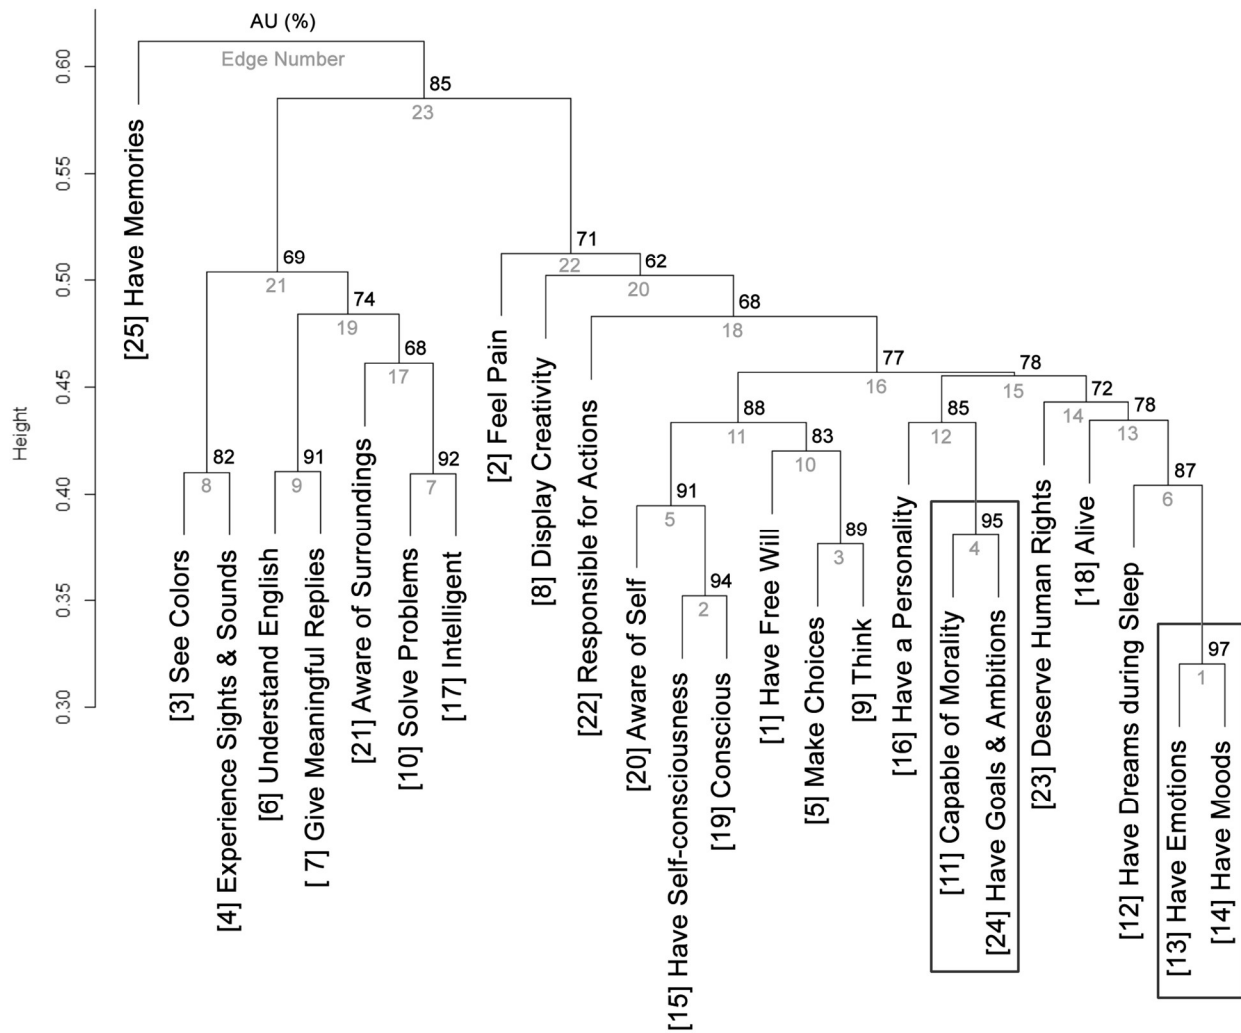 AU (%)
Edge Number
Height
0.60
0.55
0.50
0.45
0.40
0.35
0.30
85
23
69
21
71
22
62
20
74
19
68
18
68
17
77
16
78
15
72
14
78
13
85
12
88
11
83
10
91
9
82
8
92
7
87
6
91
5
95
4
89
3
94
2
97
1
[25] Have Memories
[3] See Colors
[4] Experience Sights & Sounds
[6] Understand English
[ 7] Give Meaningful Replies
[21] Aware of Surroundings
[10] Solve Problems
[17] Intelligent
[2] Feel Pain
[8] Display Creativity
[22] Responsible for Actions
[20] Aware of Self
[15] Have Self-consciousness
[19] Conscious
[1] Have Free Will
[5] Make Choices
[9] Think
[16] Have a Personality
[11] Capable of Morality
[24] Have Goals & Ambitions
[23] Deserve Human Rights
[18] Alive
[12] Have Dreams during Sleep
[13] Have Emotions
[14] Have Moods